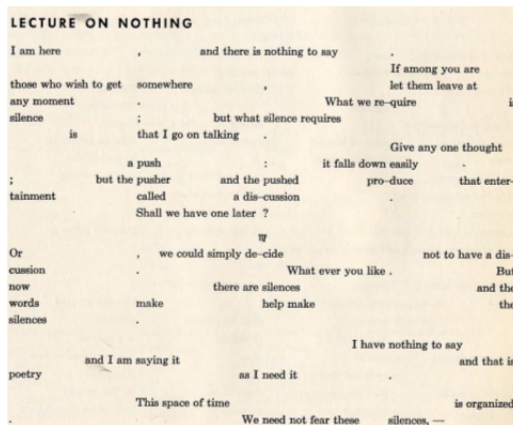 LECTURE ON NOTHING
I am here , and there is nothing to say .
If among you are
those who wish to get somewhere , let them leave at
any moment . What we re-quire i
silence ; but what silence requires
is that I go on talking .
Give any one thought
a push : it falls down easily .
; but the pusher and the pushed pro-duce that enter-
tainment called a dis-cussion .
Shall we have one later ?
Or , we could simply de-cide not to have a dis-
cussion . What ever you like . But
now there are silences and the
words make help make the
silences .
I have nothing to say
and I am saying it and that is
poetry as I need it .
This space of time is organized
. We need not fear these silences, —